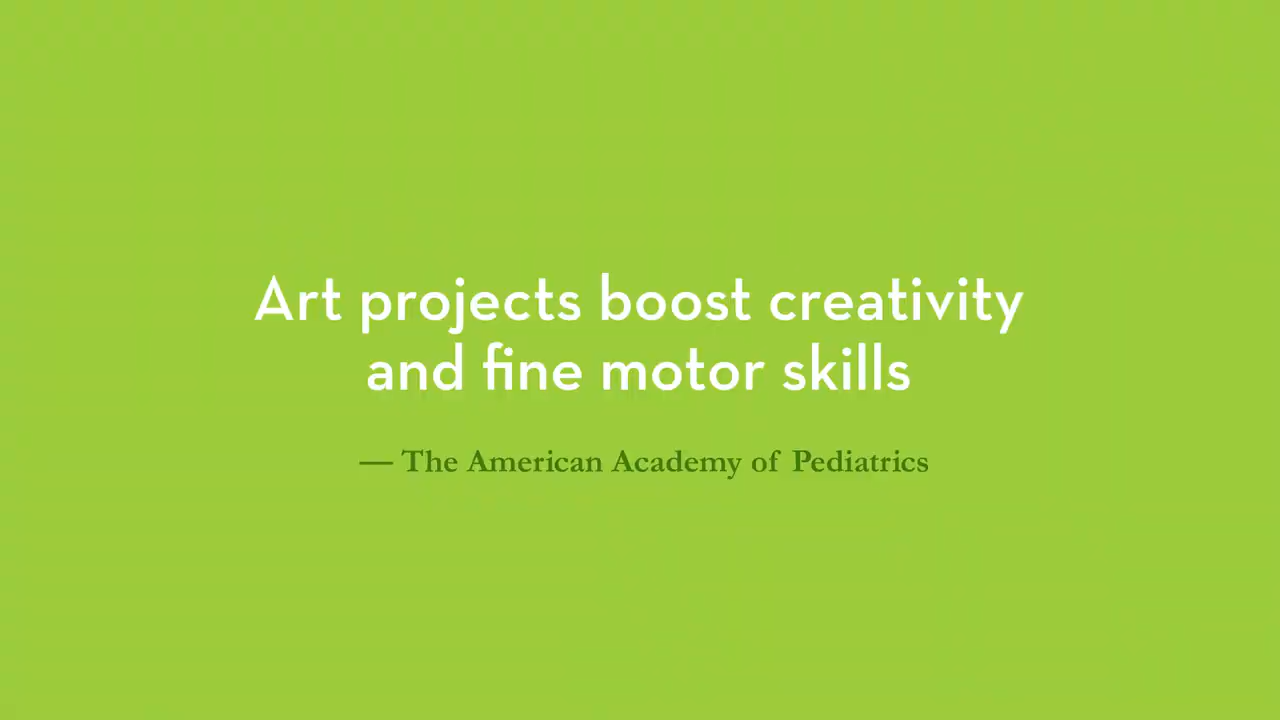 Art projects boost creativity
and fine motor skills
— The American Academy of Pediatrics